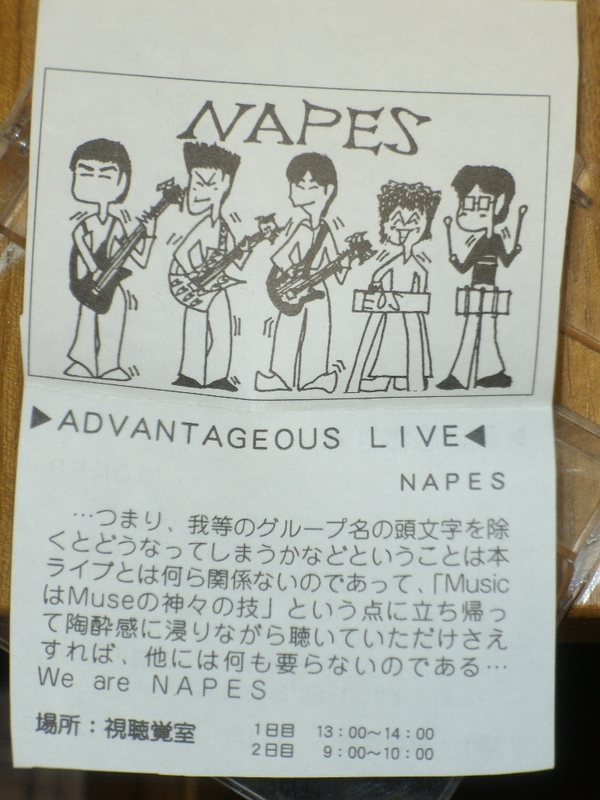 NAPES
▶ADVANTAGEOUS LIVE◀
NAPES
…つまり、我等のグループ名の頭文字を除
くとどうなってしまうかなどということは本
ライブとは何ら関係ないのであって、「Music
はMuseの神々の技」という点に立ち帰っ
て陶酔感に浸りながら聴いていただけさえ
すれば、他には何も要らないのである…
We are NAPES
場所：視聴覚室 1日目 13:00～14:00
2日目 9:00～10:00